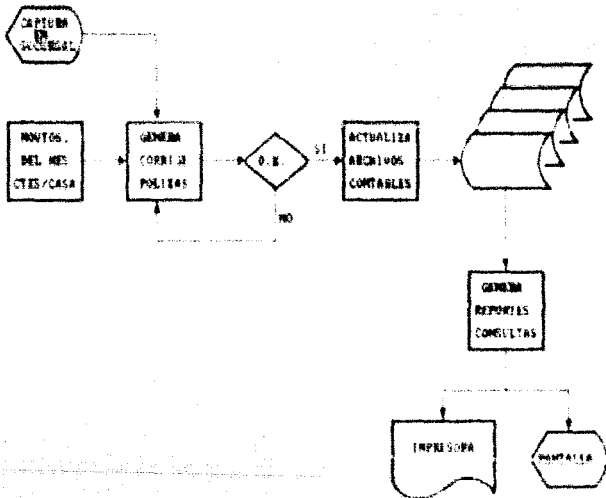 CAPTURA
EN
SUCURSAL
MOVTOS.
DEL MES
CTES/CASA
GENERA
CORRIJE
POLIZAS
O.K.
SI
NO
ACTUALIZA
ARCHIVOS
CONTABLES
GENERA
REPORTES
CONSULTAS
IMPRESORA
PANTALLA